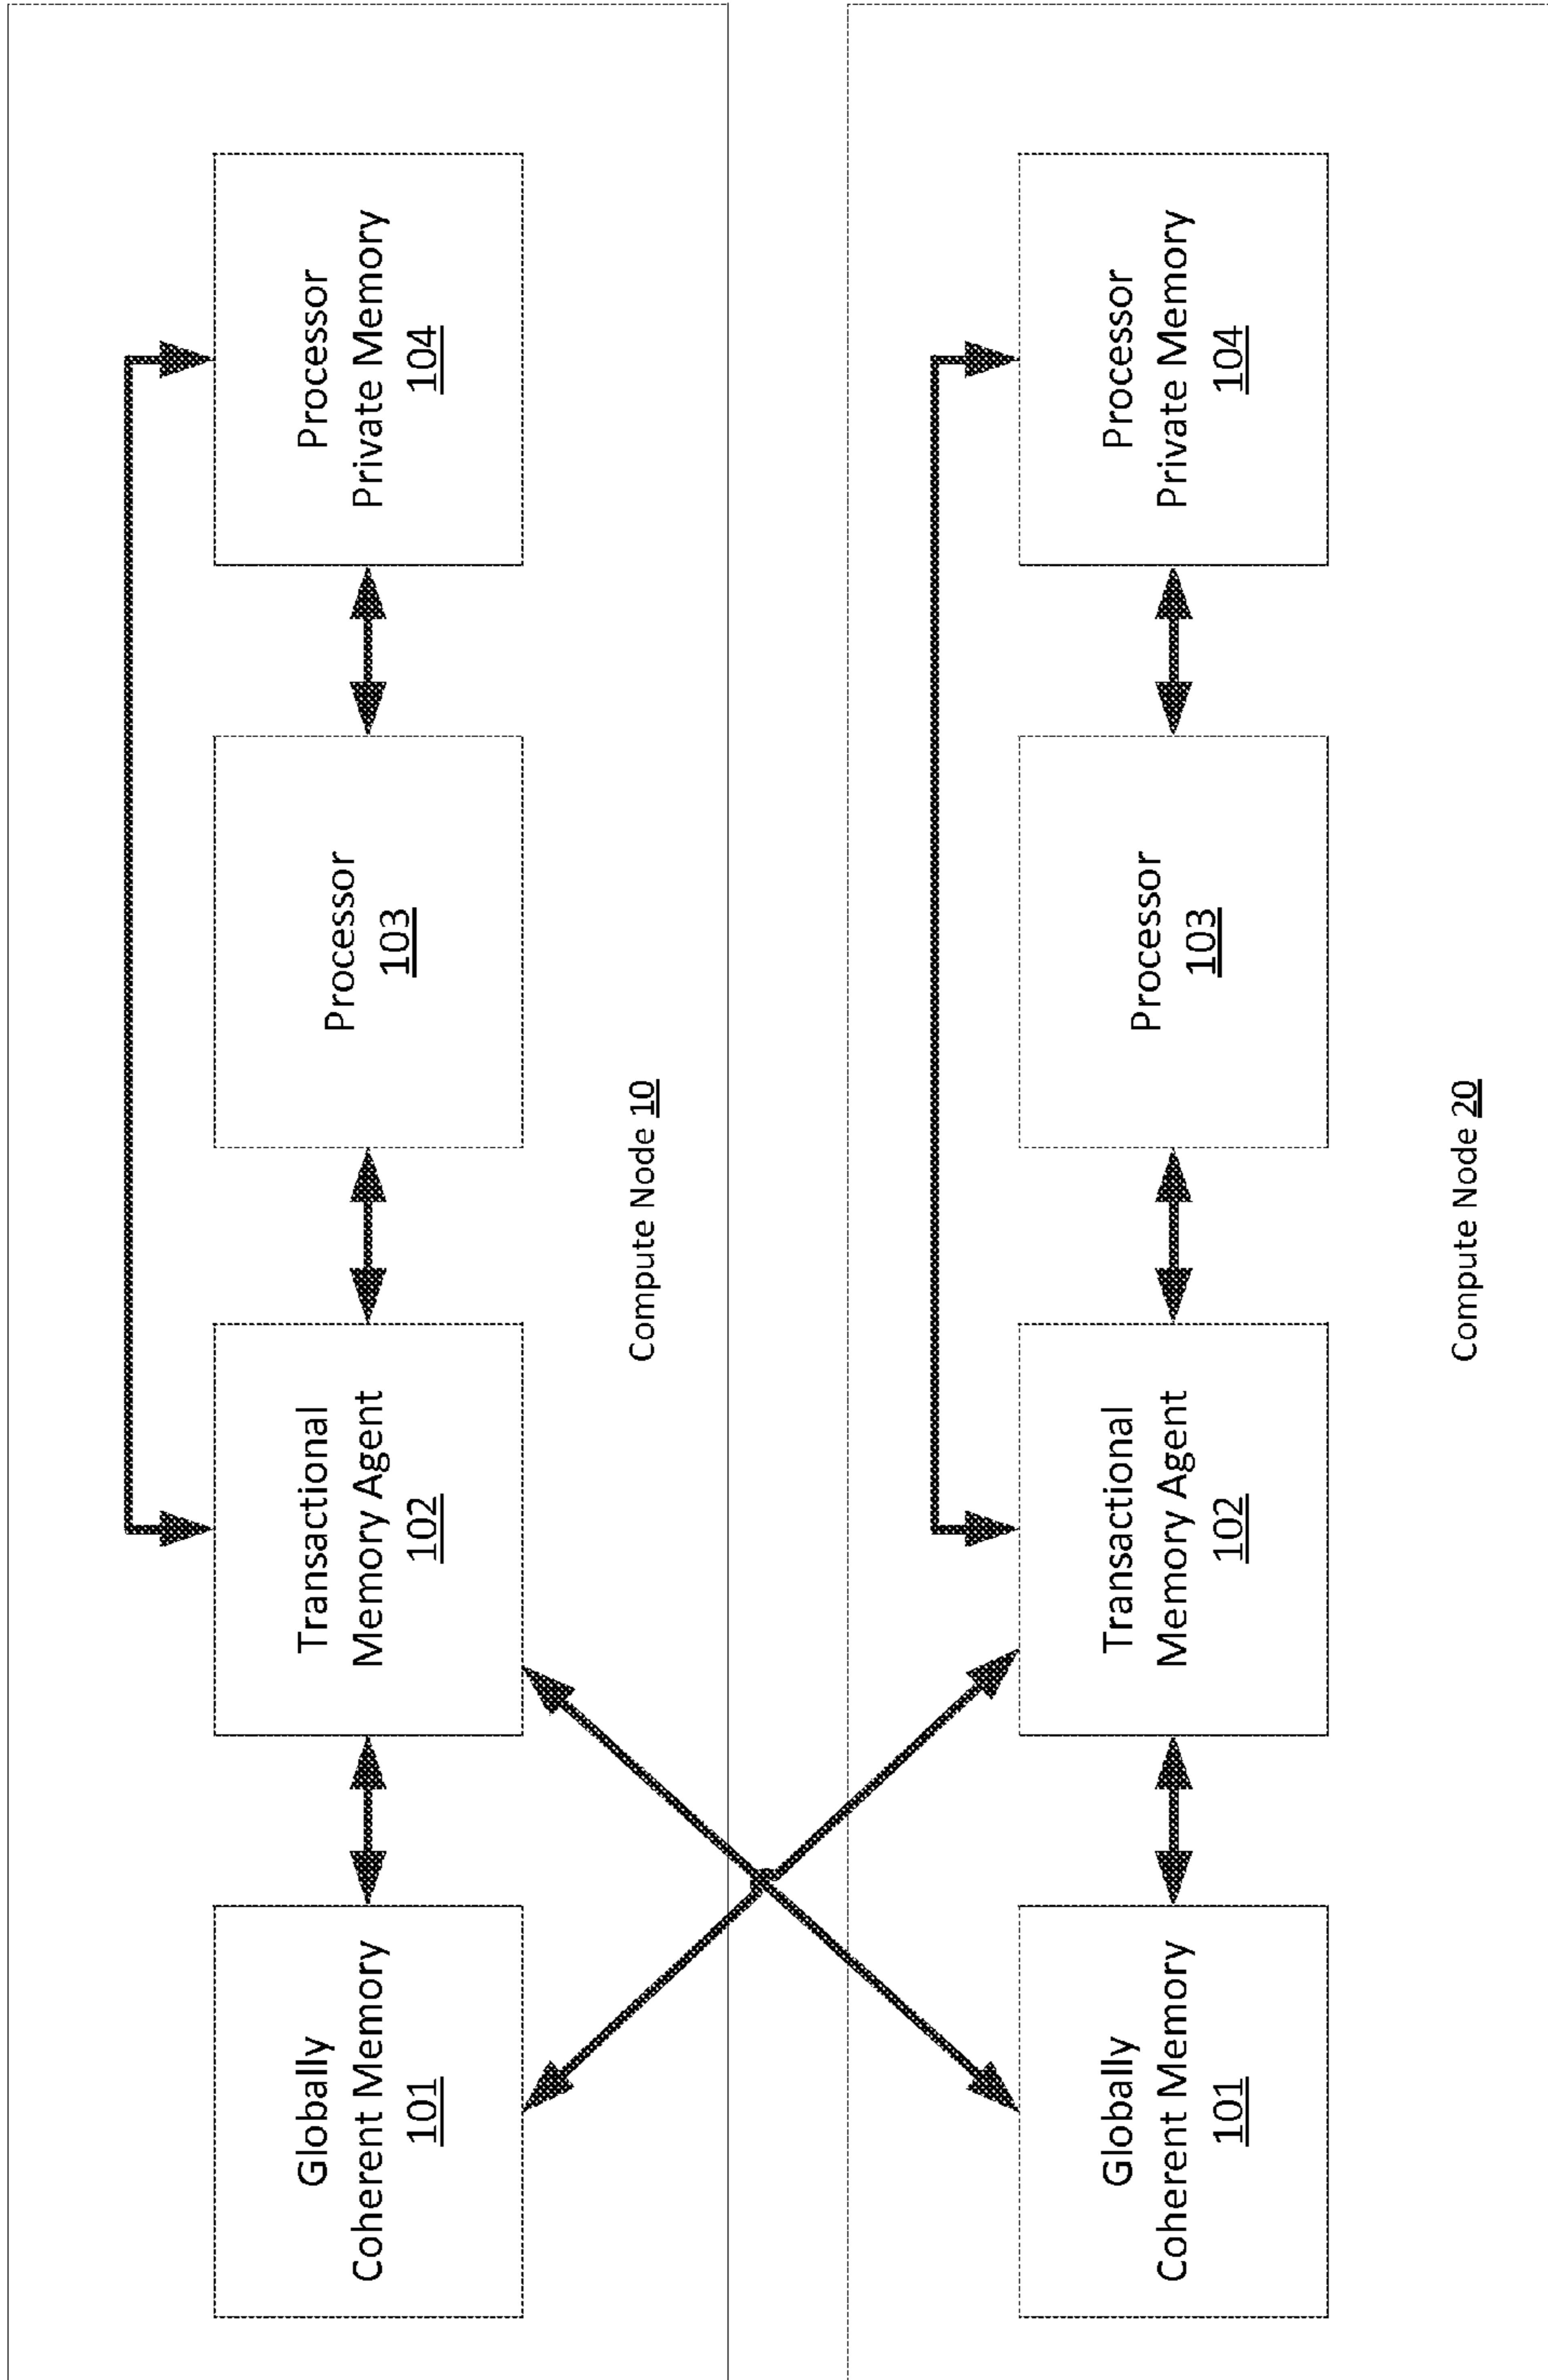 Globally
Coherent Memory
101
Transactional
Memory Agent
102
Processor
103
Processor
Private Memory
104
Compute Node 10
Globally
Coherent Memory
101
Transactional
Memory Agent
102
Processor
103
Processor
Private Memory
104
Compute Node 20